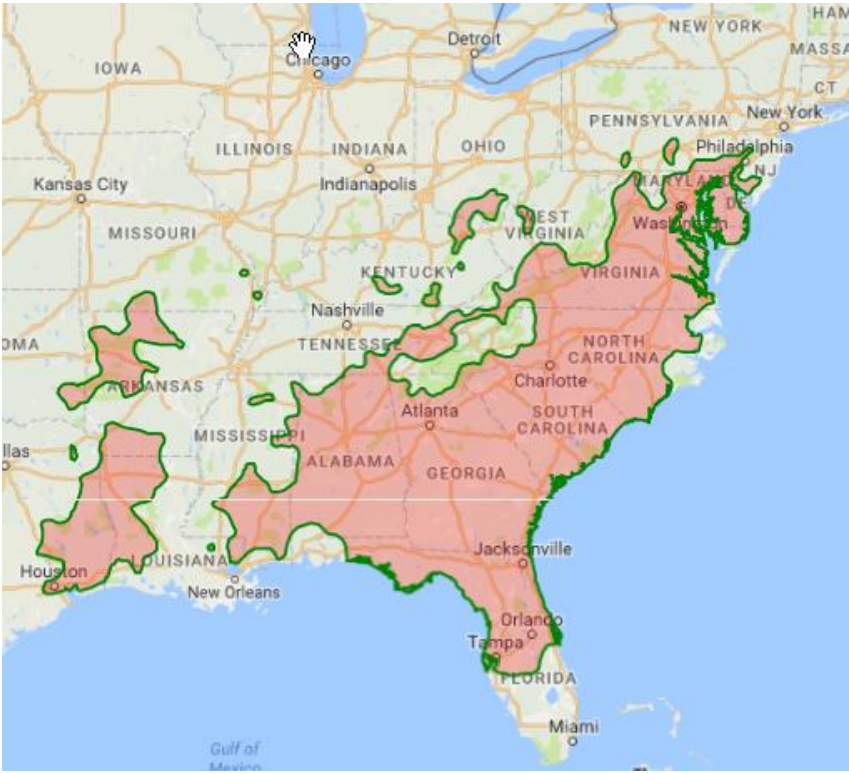 HAM
NEW YORK
Detroit
MASSA
Chicago
IOWA
CT
New York
PENNSYLVANIA
ILLINOIS
INDIANA
OHIO
Philadelphia
NJ
MARYLAND
Kansas City
Indianapolis
DE
WEST
VIRGINIA
Washington
MISSOURI
KENTUCKY
VIRGINIA
Nashville
OMA
TENNESSEE
NORTH
CAROLINA
ARKANSAS
Charlotte
Atlanta
SOUTH
CAROLINA
MISSISSIPPI
llas
ALABAMA
GEORGIA
Jacksonville
LOUISIANA
Houston
New Orleans
Orlando
Tampa
FLORIDA
Miami
Gulf of
Mexico